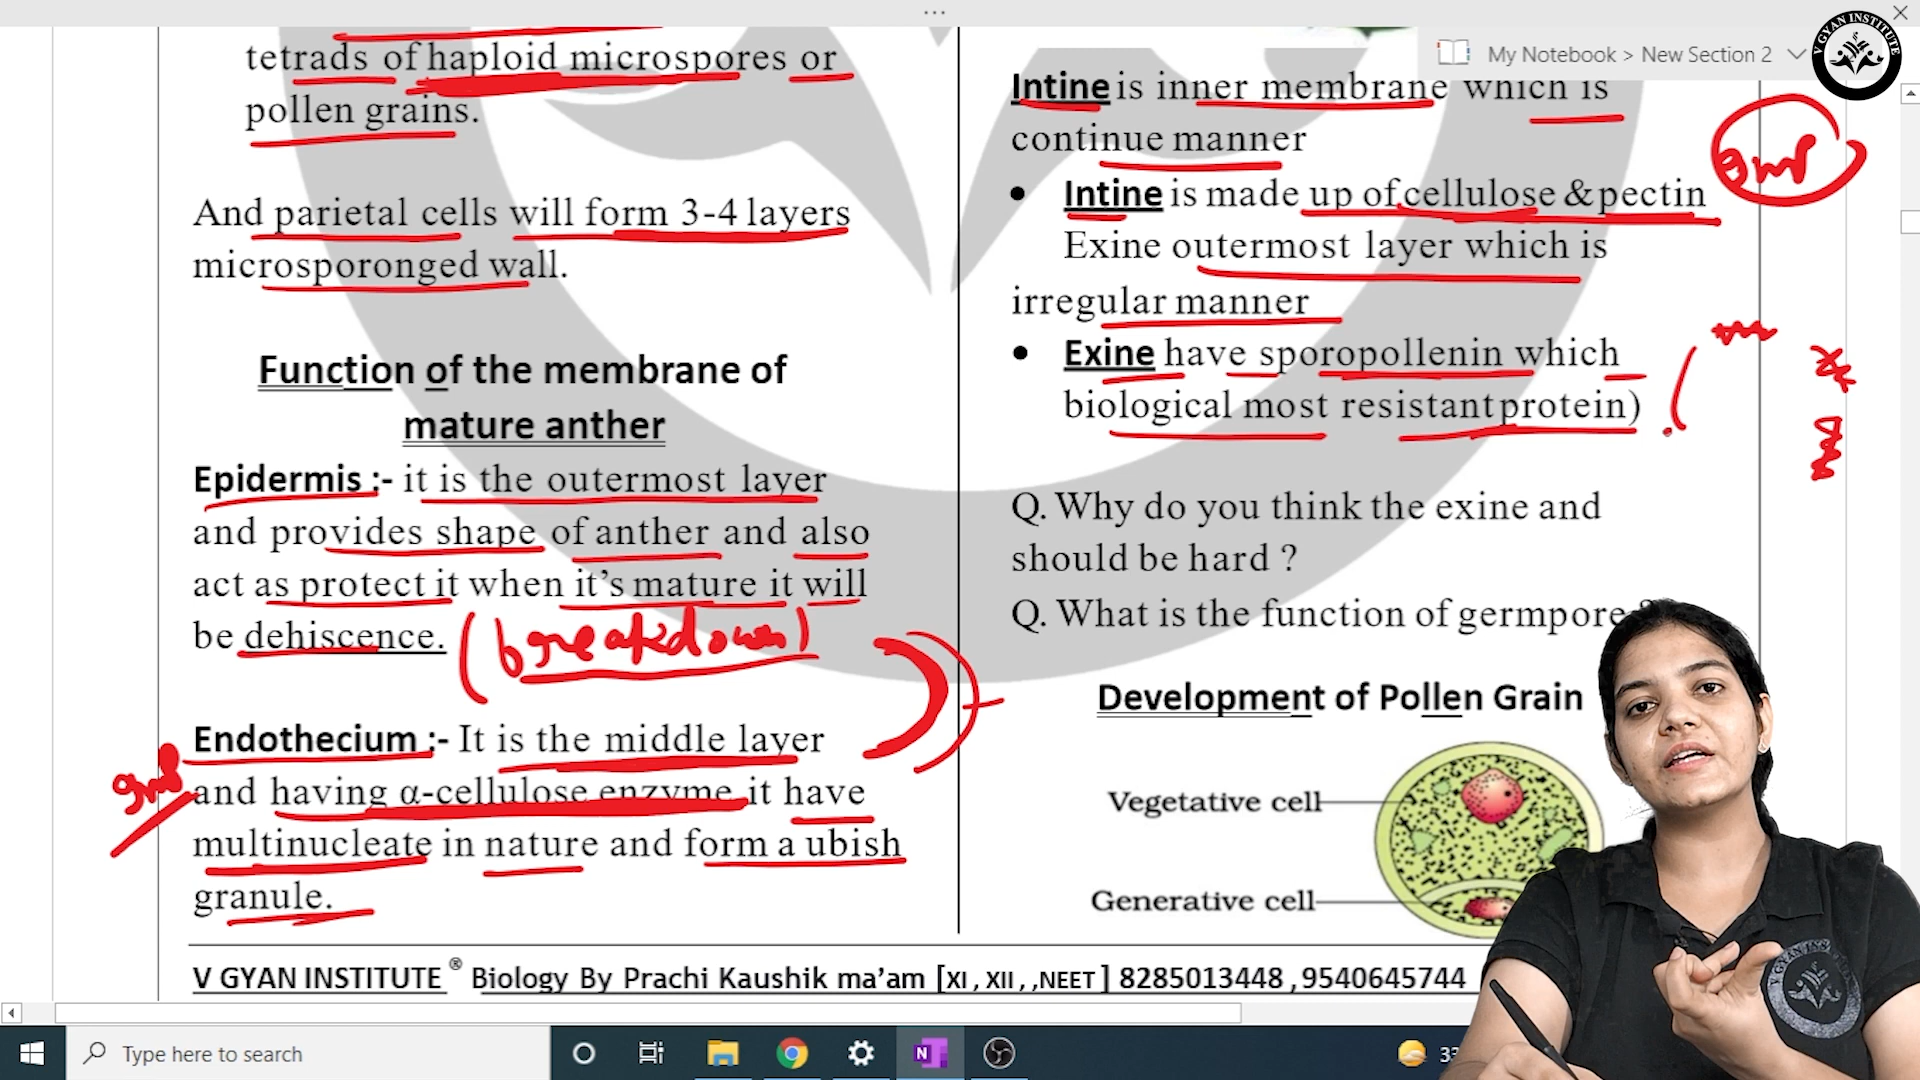 My Notebook > New Section 2
V GYAN INSTITUTE
tetrads of haploid microspores or
pollen grains.
And parietal cells will form 3-4 layers
microsporonged wall.
Function of the membrane of
mature anther
Epidermis :- it is the outermost layer
and provides shape of anther and also
act as protect it when it’s mature it will
be dehiscence. (breakdown)
Endothecium :- It is the middle layer
Imp
and having α-cellulose enzyme it have
multinucleate in nature and form a ubish
granule.
Intine is inner membrane which is
continue manner
Imp
• Intine is made up of cellulose & pectin
Exine outermost layer which is
irregular manner
• Exine have sporopollenin which
biological most resistant protein)
Q. Why do you think the exine and
should be hard ?
Q. What is the function of germpore ?
Development of Pollen Grain
Vegetative cell
Generative cell
V GYAN INSTITUTE ® Biology By Prachi Kaushik ma’am [XI , XII , ,NEET ] 8285013448 ,9540645744
Type here to search
33